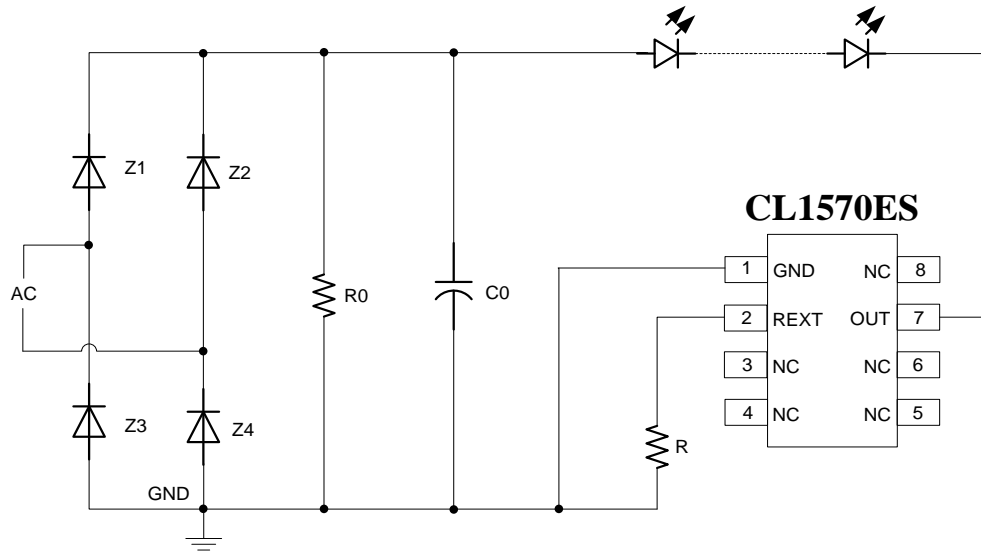 Z1
Z2
CL1570ES
AC
1 GND NC 8
R0
C0
2 REXT OUT 7
3 NC NC 6
4 NC NC 5
Z3
Z4
R
GND